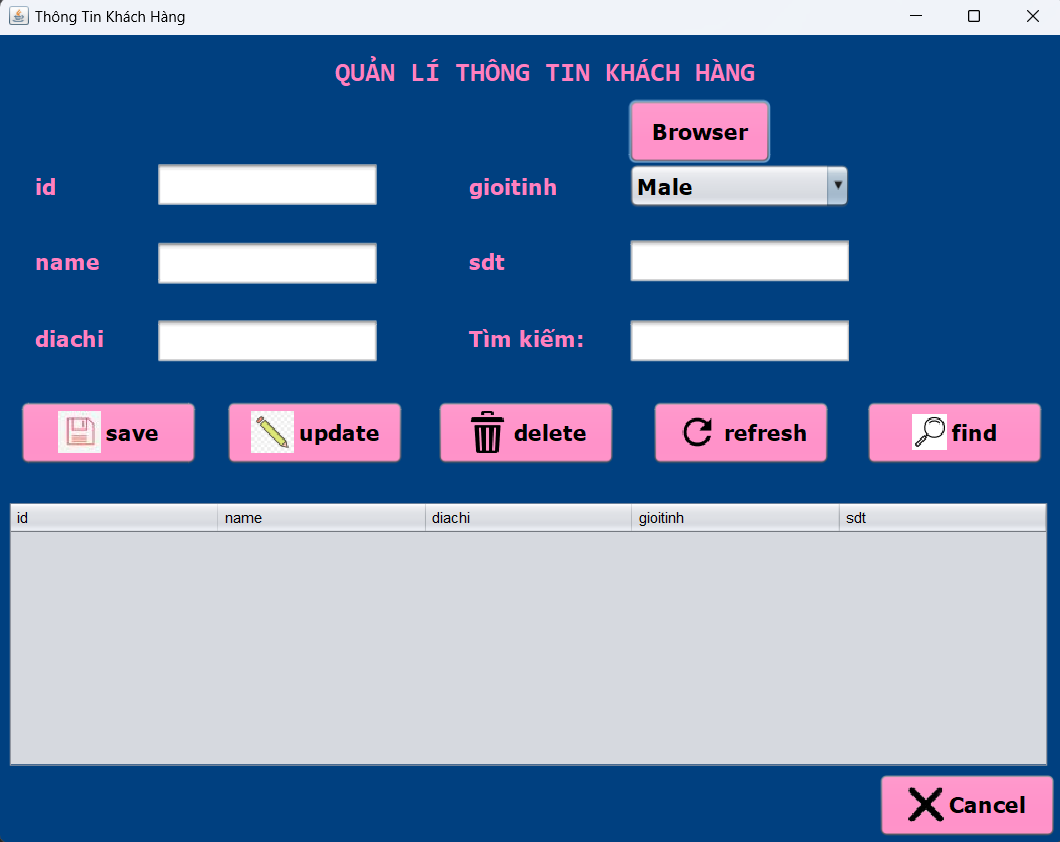 Thông Tin Khách Hàng
QUẢN LÍ THÔNG TIN KHÁCH HÀNG
Browser
id gioitinh Male
name sdt
diachi Tìm kiếm:
save update delete refresh find
id name diachi gioitinh sdt
Cancel